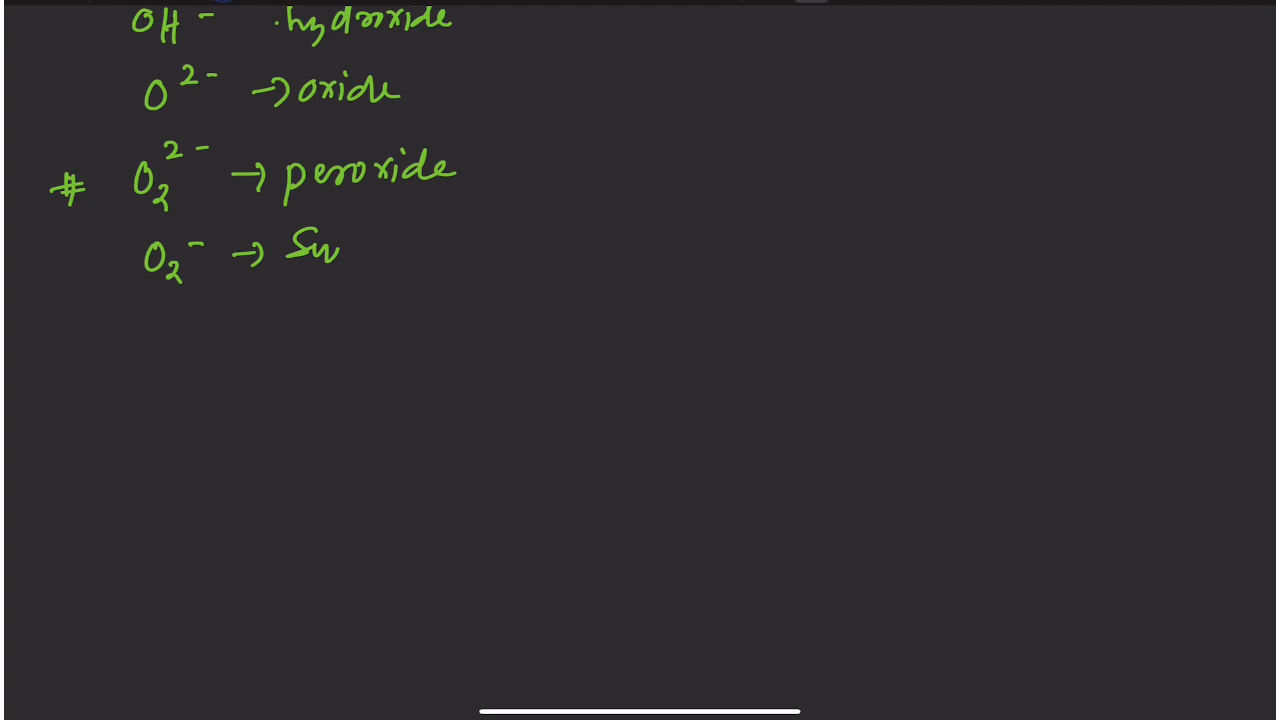 OH⁻ hydroxide
O²⁻ → oxide
# O₂²⁻ → peroxide
O₂⁻ → Su